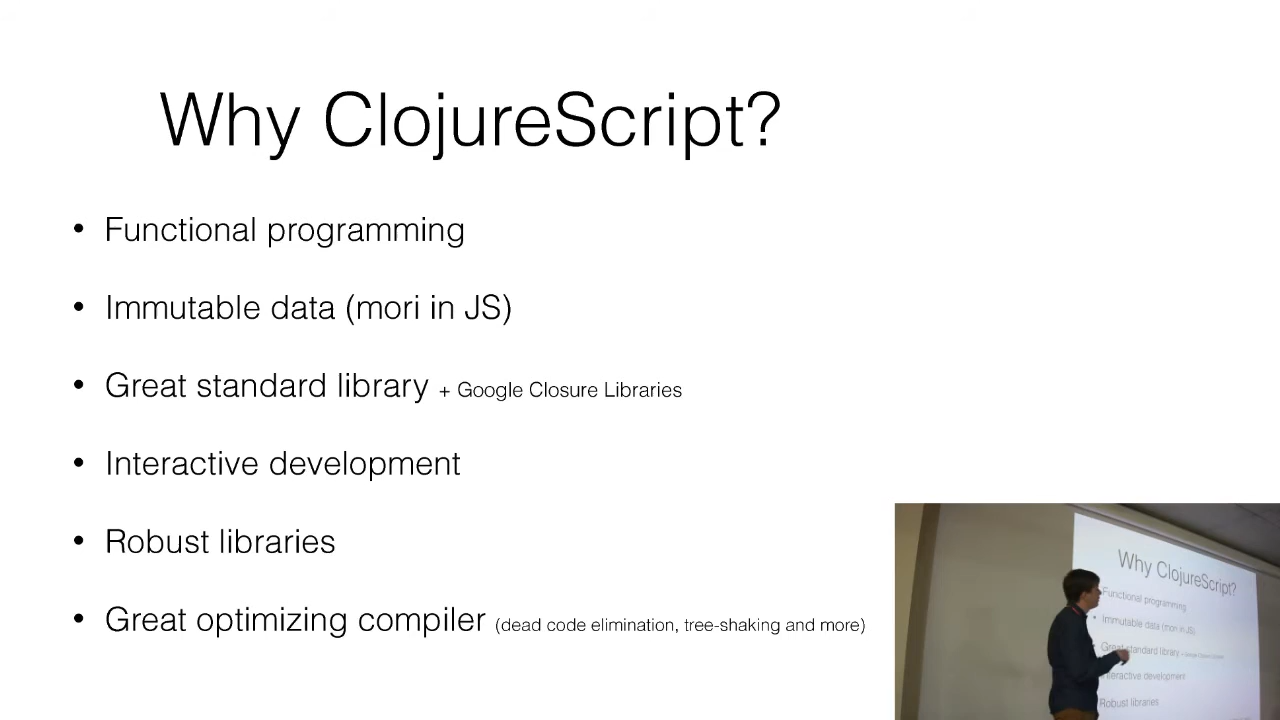 Why ClojureScript?
• Functional programming
• Immutable data (mori in JS)
• Great standard library + Google Closure Libraries
• Interactive development
• Robust libraries
• Great optimizing compiler (dead code elimination, tree-shaking and more)
Why ClojureScript?
Functional programming
• Immutable data (mori in JS)
Great standard library
Interactive development
Robust libraries